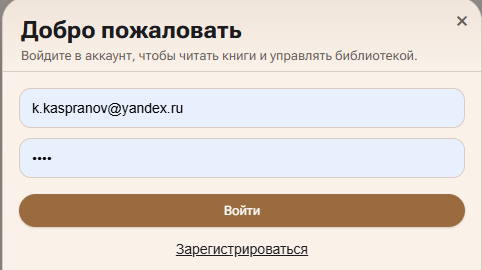 Добро пожаловать
Войдите в аккаунт, чтобы читать книги и управлять библиотекой.
k.kaspranov@yandex.ru
••••
Войти
Зарегистрироваться